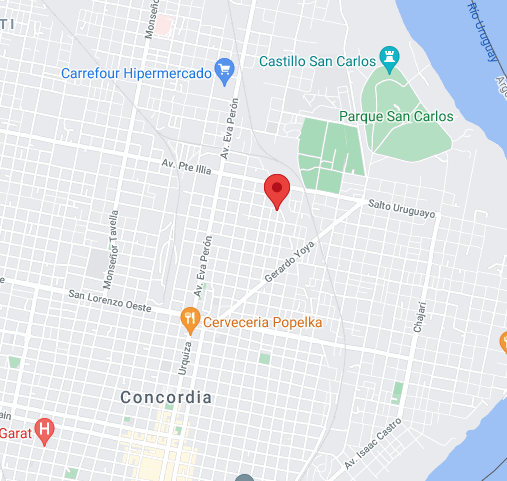 TI
Monseñor
Río Uruguay
Castillo San Carlos
Carrefour Hipermercado
Arg
Parque San Carlos
Av. Eva Perón
Av. Pte Illia
Salto Uruguayo
Monseñor Tavella
Av. Eva Perón
Gerardo Yoya
e
San Lorenzo Oeste
Chajarí
Cerveceria Popelka
Urquiza
Concordia
ain
Garat
H
Av. Isaac Castro